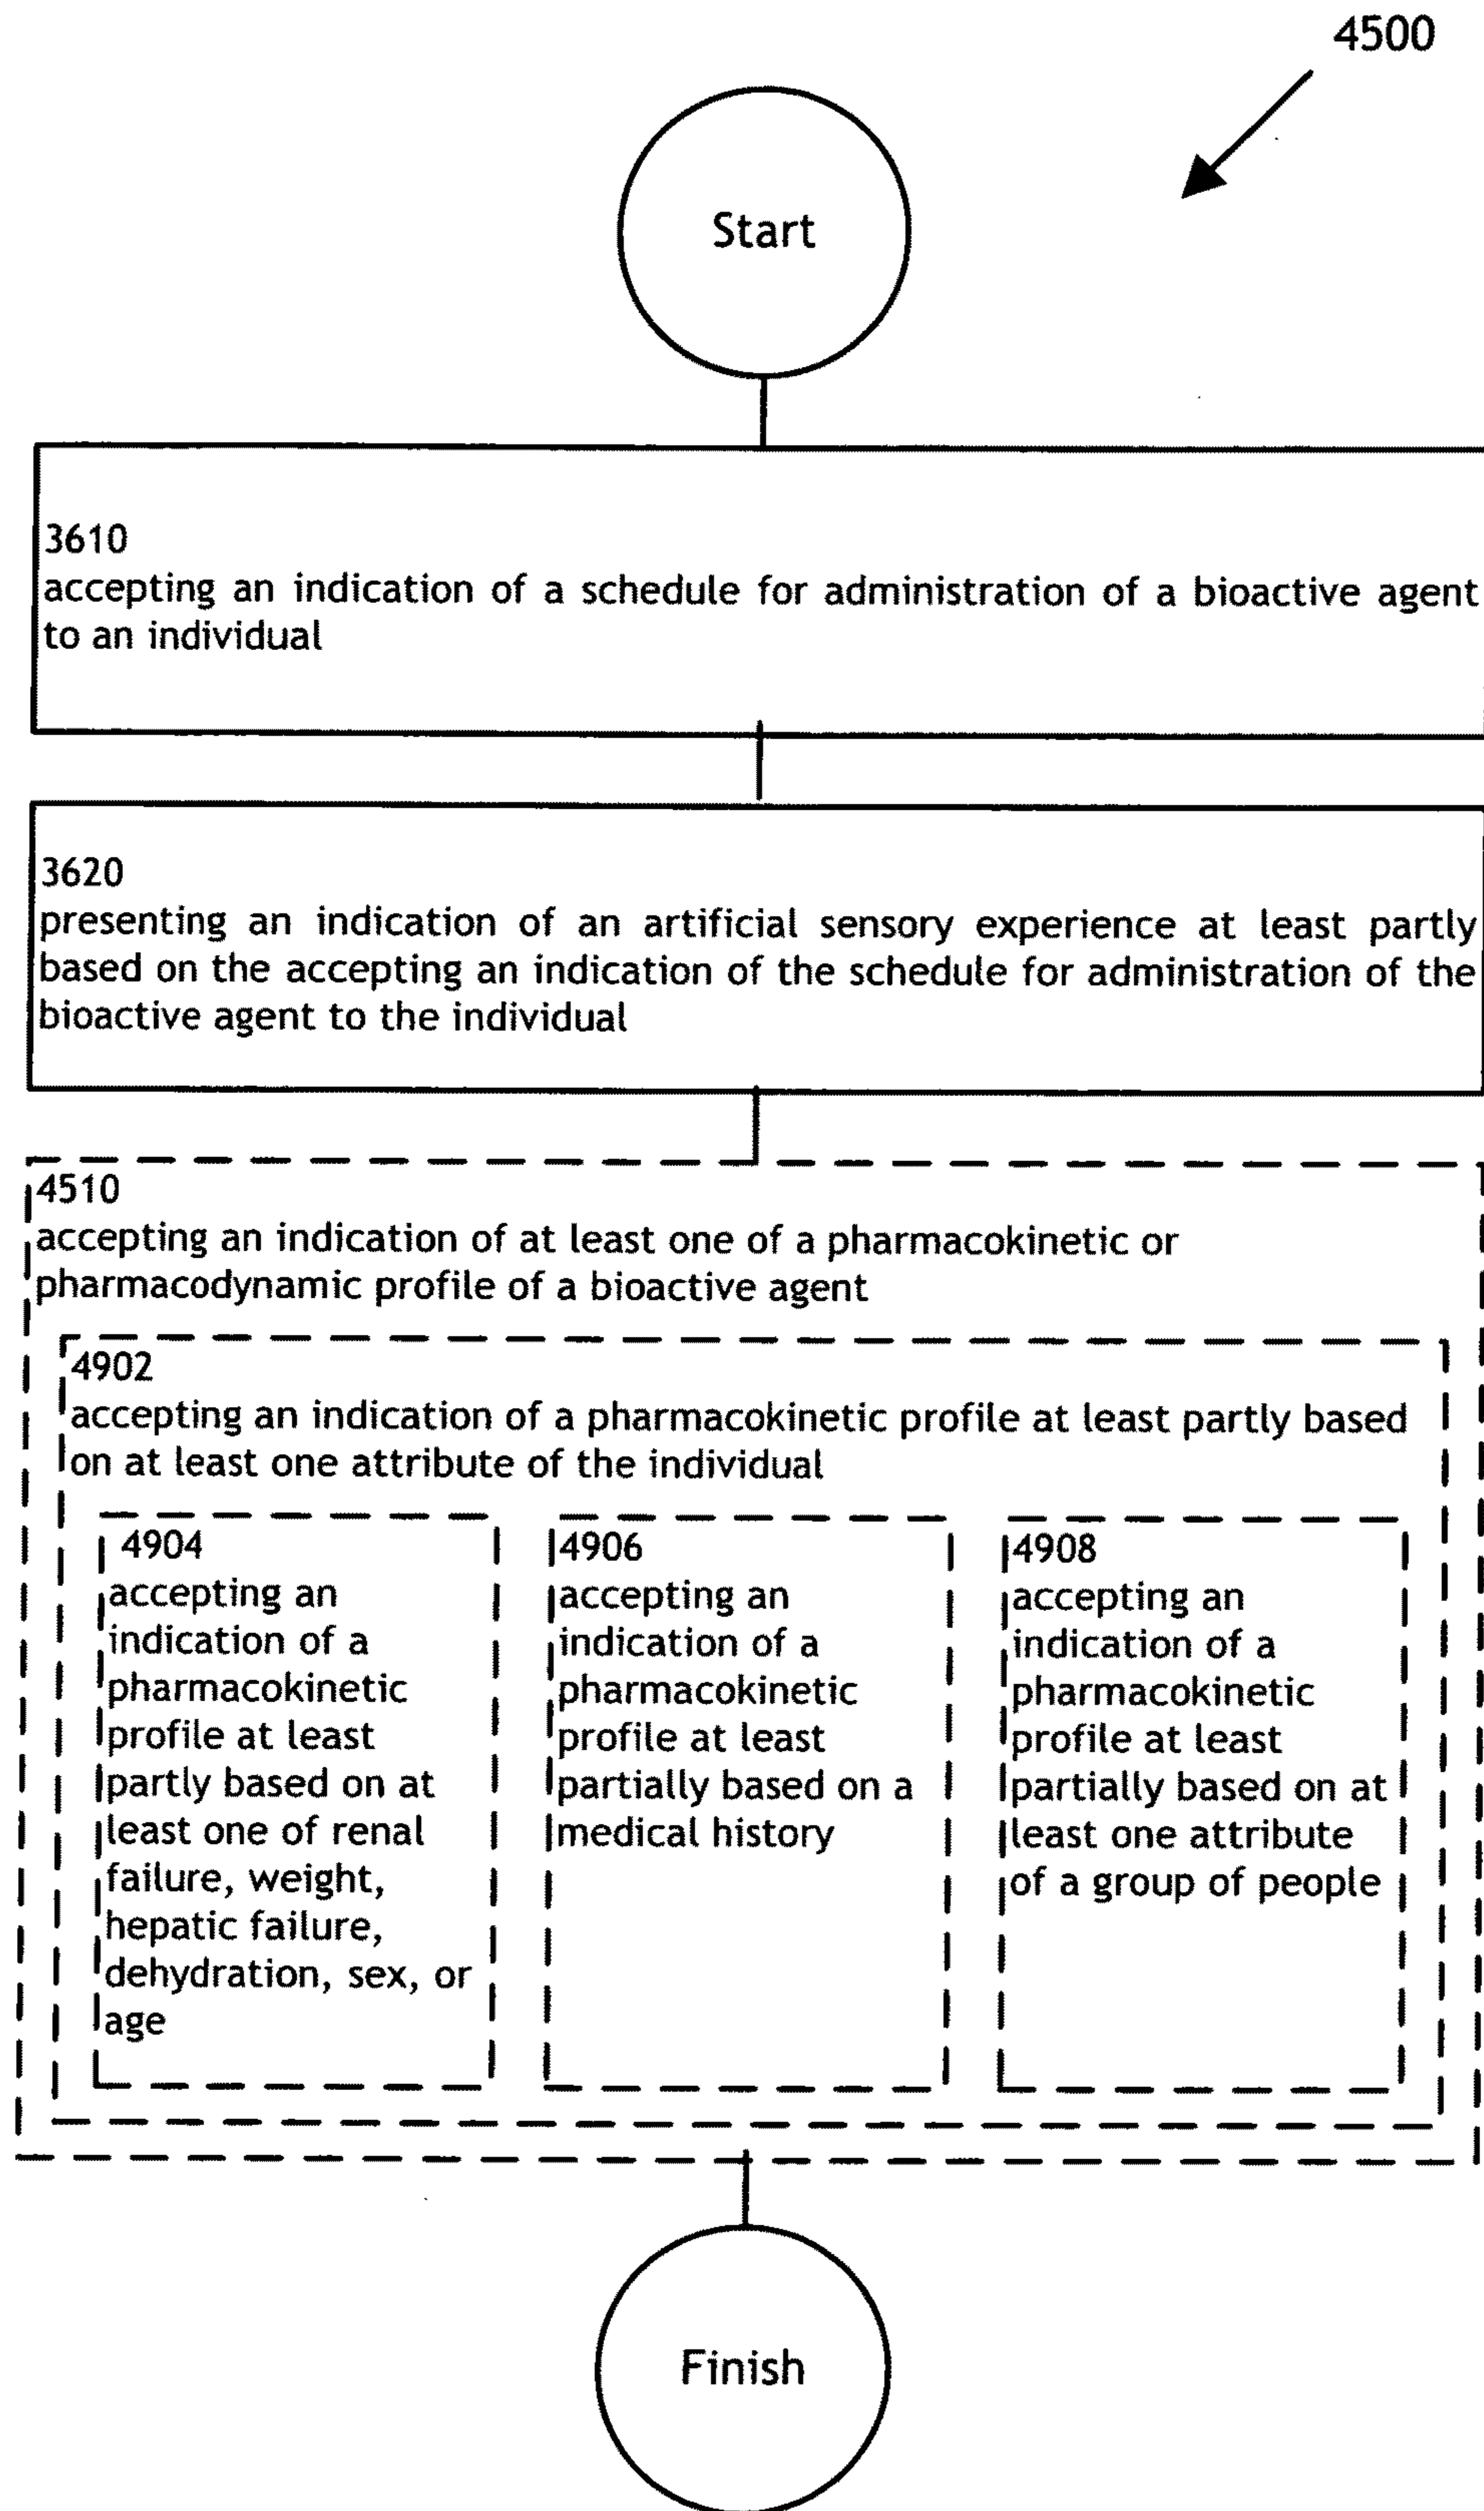 4500
Start
3610
accepting an indication of a schedule for administration of a bioactive agent
to an individual
3620
presenting an indication of an artificial sensory experience at least partly
based on the accepting an indication of the schedule for administration of the
bioactive agent to the individual
4510
accepting an indication of at least one of a pharmacokinetic or
pharmacodynamic profile of a bioactive agent
4902
accepting an indication of a pharmacokinetic profile at least partly based
on at least one attribute of the individual
4904
accepting an
indication of a
pharmacokinetic
profile at least
partly based on at
least one of renal
failure, weight,
hepatic failure,
dehydration, sex, or
age
4906
accepting an
indication of a
pharmacokinetic
profile at least
partially based on a
medical history
4908
accepting an
indication of a
pharmacokinetic
profile at least
partially based on at
least one attribute
of a group of people
Finish